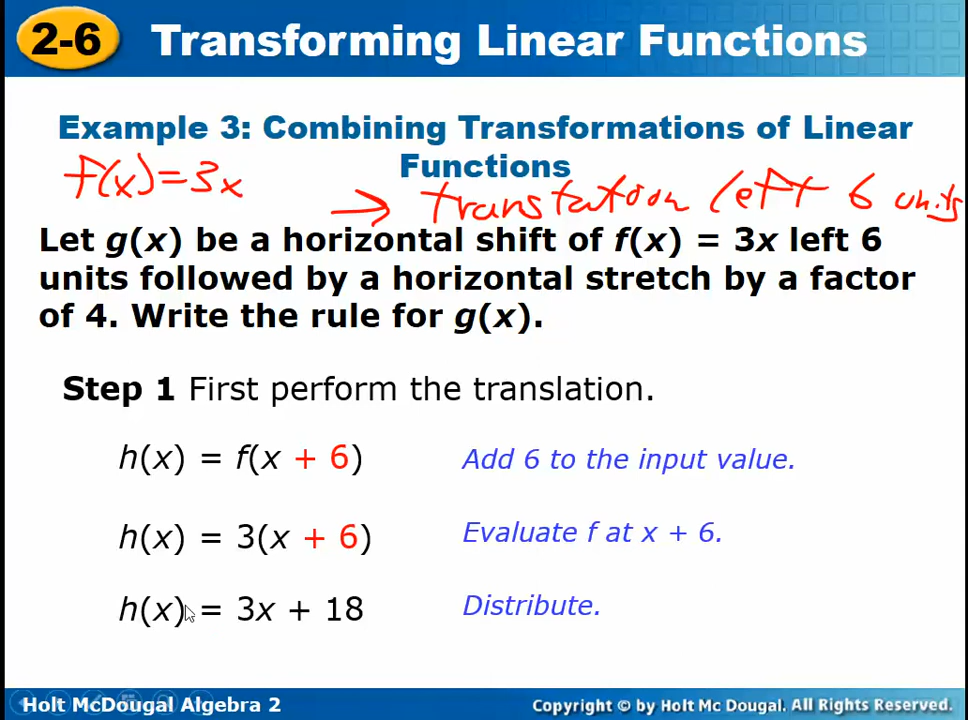 2-6 Transforming Linear Functions
Example 3: Combining Transformations of Linear
Functions
f(x)=3x
→ translation left 6 units
Let g(x) be a horizontal shift of f(x) = 3x left 6
units followed by a horizontal stretch by a factor
of 4. Write the rule for g(x).
Step 1 First perform the translation.
h(x) = f(x + 6) Add 6 to the input value.
h(x) = 3(x + 6) Evaluate f at x + 6.
h(x) = 3x + 18 Distribute.
Holt McDougal Algebra 2 Copyright © by Holt Mc Dougal. All Rights Reserved.